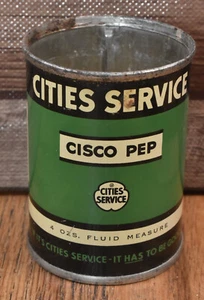 CITIES SERVICE
CISCO PEP
CITIES
SERVICE
4 OZS. FLUID MEASURE
CITIES SERVICE - IT HAS TO BE